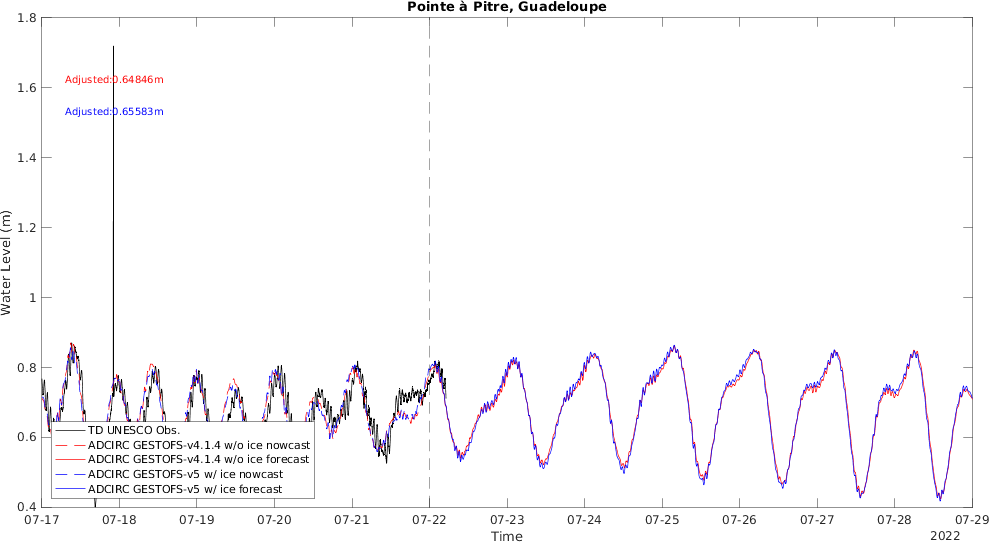 Pointe à Pitre, Guadeloupe
1.8
1.6
1.4
1.2
1
0.8
0.6
0.4
Water Level (m)
Adjusted:0.64846m
Adjusted:0.65583m
TD UNESCO Obs.
ADCIRC GESTOFS-v4.1.4 w/o ice nowcast
ADCIRC GESTOFS-v4.1.4 w/o ice forecast
ADCIRC GESTOFS-v5 w/ ice nowcast
ADCIRC GESTOFS-v5 w/ ice forecast
07-17 07-18 07-19 07-20 07-21 07-22 07-23 07-24 07-25 07-26 07-27 07-28 07-29
Time
2022